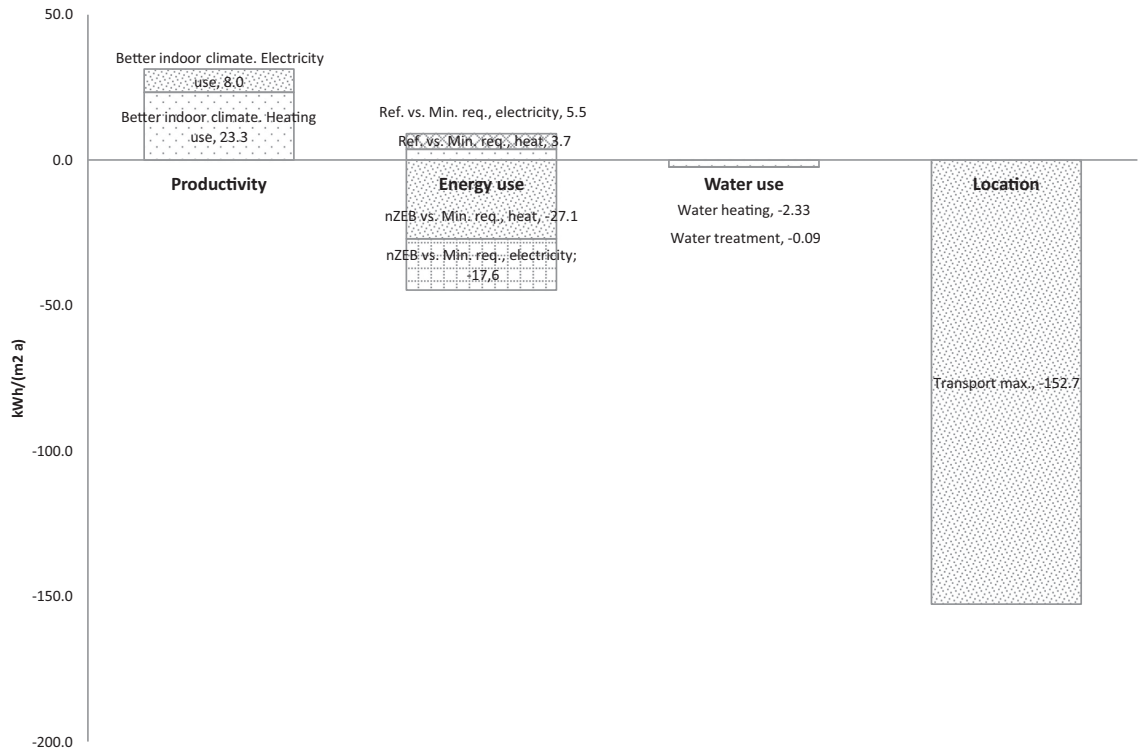 50.0
Better indoor climate. Electricity
use, 8.0
Better indoor climate. Heating
use, 23.3
Ref. vs. Min. req., electricity, 5.5
Ref. vs. Min. req., heat, 3.7
0.0
Productivity
Energy use
Water use
Location
nZEB vs. Min. req., heat, -27.1
Water heating, -2.33
Water treatment, -0.09
nZEB vs. Min. req., electricity;
-17,6
-50.0
kWh/(m2 a)
Transport max., -152.7
-100.0
-150.0
-200.0